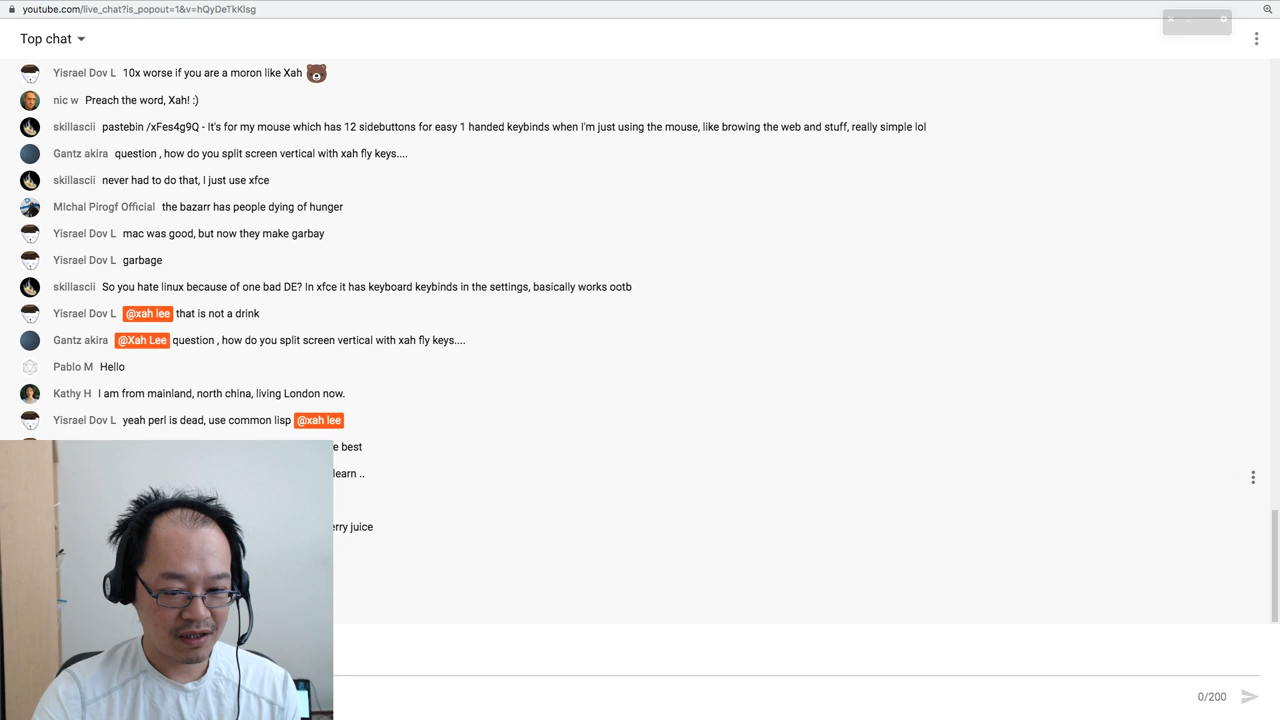 youtube.com/live_chat?is_popout=1&v=hQyDeTkKlsg
Top chat
Yisrael Dov L 10x worse if you are a moron like Xah
nic w Preach the word, Xah! :)
skillascii pastebin /xFes4g9Q - It's for my mouse which has 12 sidebuttons for easy 1 handed keybinds when I'm just using the mouse, like browing the web and stuff, really simple lol
Gantz akira question , how do you split screen vertical with xah fly keys....
skillascii never had to do that, I just use xfce
MIchal Pirogf Official the bazarr has people dying of hunger
Yisrael Dov L mac was good, but now they make garbay
Yisrael Dov L garbage
skillascii So you hate linux because of one bad DE? In xfce it has keyboard keybinds in the settings, basically works ootb
Yisrael Dov L @xah lee that is not a drink
Gantz akira @Xah Lee question , how do you split screen vertical with xah fly keys....
Pablo M Hello
Kathy H I am from mainland, north china, living London now.
Yisrael Dov L yeah perl is dead, use common lisp @xah lee
best
learn ..
juice
0/200